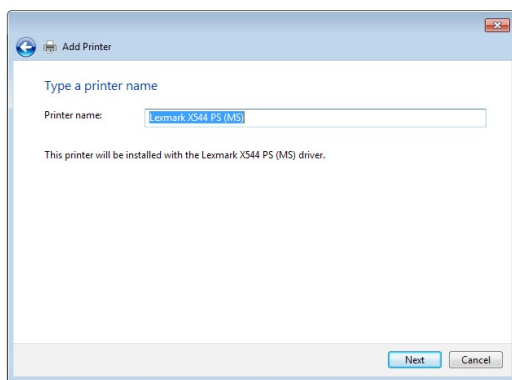 Add Printer
Type a printer name
Printer name: Lexmark X544 PS (MS)
This printer will be installed with the Lexmark X544 PS (MS) driver.
Next Cancel